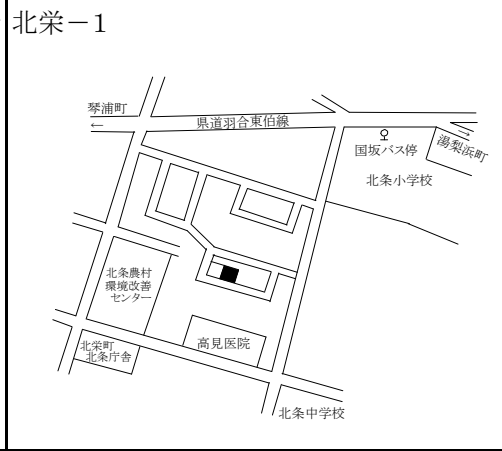 北栄－1
琴浦町
←
県道羽合東伯線
国坂バス停
→
湯梨浜町
北条小学校
北条農村
環境改善
センター
高見医院
北栄町
北条庁舎
北条中学校